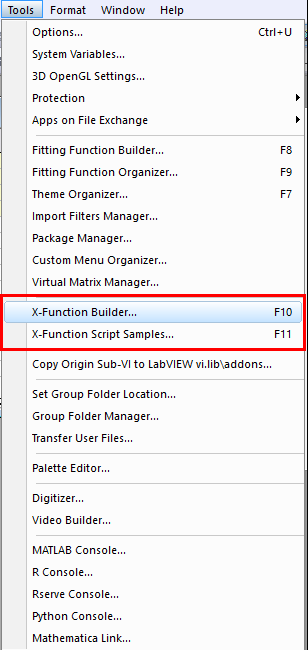 Tools Format Window Help
Options... Ctrl+U
System Variables...
3D OpenGL Settings...
Protection
Apps on File Exchange
Fitting Function Builder... F8
Fitting Function Organizer... F9
Theme Organizer... F7
Import Filters Manager...
Package Manager...
Custom Menu Organizer...
Virtual Matrix Manager...
X-Function Builder... F10
X-Function Script Samples... F11
Copy Origin Sub-VI to LabVIEW vi.lib\addons...
Set Group Folder Location...
Group Folder Manager...
Transfer User Files...
Palette Editor...
Digitizer...
Video Builder...
MATLAB Console...
R Console...
Rserve Console...
Python Console...
Mathematica Link...